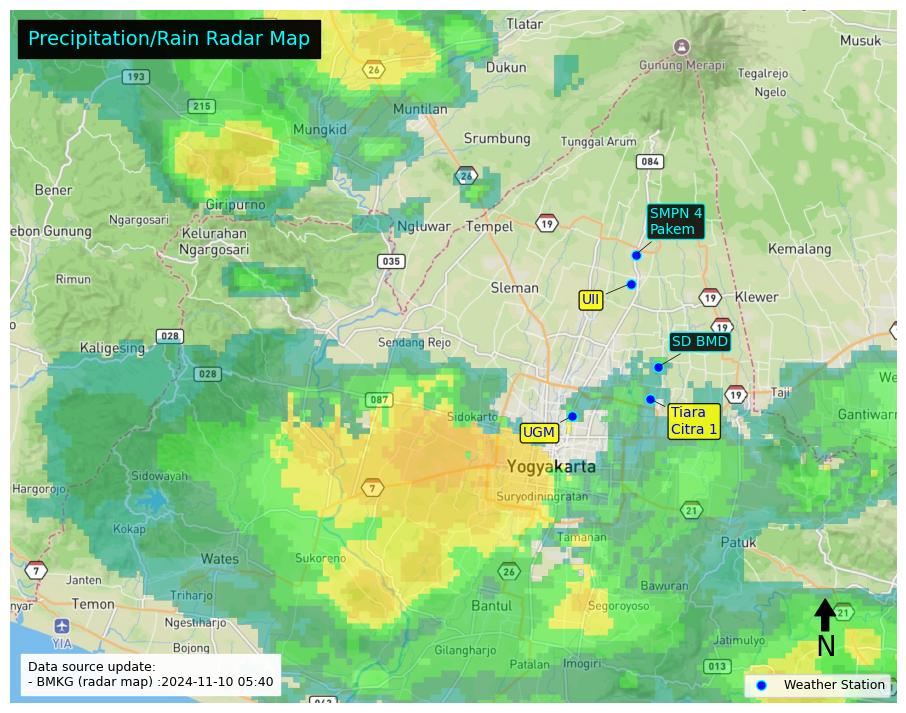 Precipitation/Rain Radar Map
Tlatar
Musuk
193
26
Dukun
Gunung Merapi
Tegalrejo
Ngelo
215
Muntilan
Mungkid
Srumbung
Tunggal Arum
084
26
Bener
Giripurno
SMPN 4
Pakem
Ngargosari
Ngluwar
Tempel
19
ebon Gunung
Kelurahan
Ngargosari
Kemalang
035
Rimun
Sleman
UII
19
Klewer
19
028
Sendang Rejo
SD BMD
Kaligesing
028
087
19
Taji
We
Sidokarto
Tiara
Citra 1
Gantiwarn
UGM
Yogyakarta
Sidowayah
Hargorojo
7
Suryodiningratan
21
Kokap
Tamanan
Patuk
Wates
Sukoreno
7
Janten
26
Bawuran
Triharjo
Temon
Bantul
Segoroyoso
nyar
21
Ngestiharjo
YIA
Bojong
Gilangharjo
Jatimulyo
N
Patalan
Imogiri
013
Data source update:
- BMKG (radar map) :2024-11-10 05:40
Weather Station